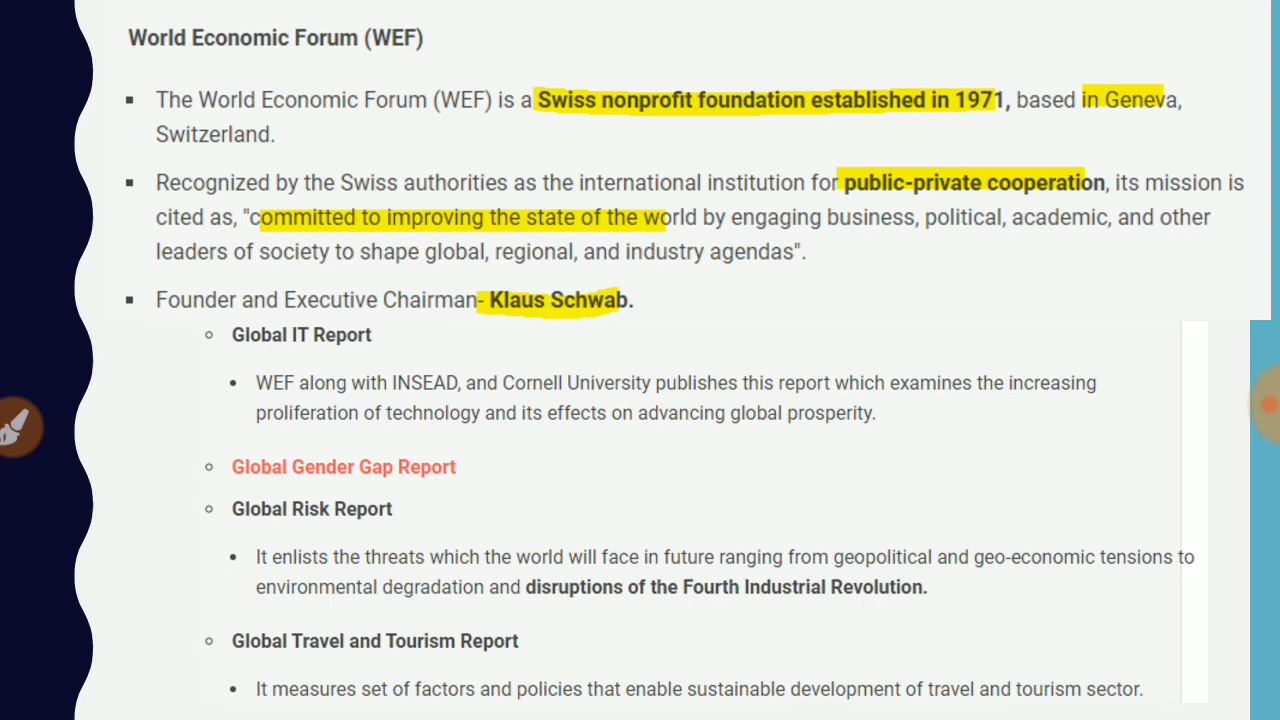 World Economic Forum (WEF)
▪ The World Economic Forum (WEF) is a Swiss nonprofit foundation established in 1971, based in Geneva,
Switzerland.
▪ Recognized by the Swiss authorities as the international institution for public-private cooperation, its mission is
cited as, "committed to improving the state of the world by engaging business, political, academic, and other
leaders of society to shape global, regional, and industry agendas".
▪ Founder and Executive Chairman- Klaus Schwab.
○ Global IT Report
• WEF along with INSEAD, and Cornell University publishes this report which examines the increasing
proliferation of technology and its effects on advancing global prosperity.
○ Global Gender Gap Report
○ Global Risk Report
• It enlists the threats which the world will face in future ranging from geopolitical and geo-economic tensions to
environmental degradation and disruptions of the Fourth Industrial Revolution.
○ Global Travel and Tourism Report
• It measures set of factors and policies that enable sustainable development of travel and tourism sector.